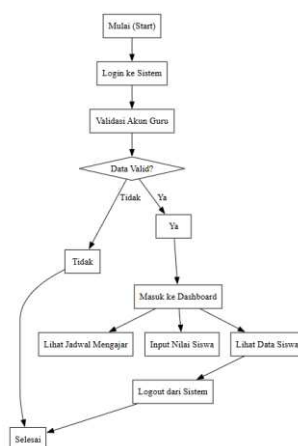 Mulai (Start)
Login ke Sistem
Validasi Akun Guru
Data Valid?
Tidak
Ya
Ya
Tidak
Masuk ke Dashboard
Lihat Jadwal Mengajar
Input Nilai Siswa
Lihat Data Siswa
Logout dari Sistem
Selesai